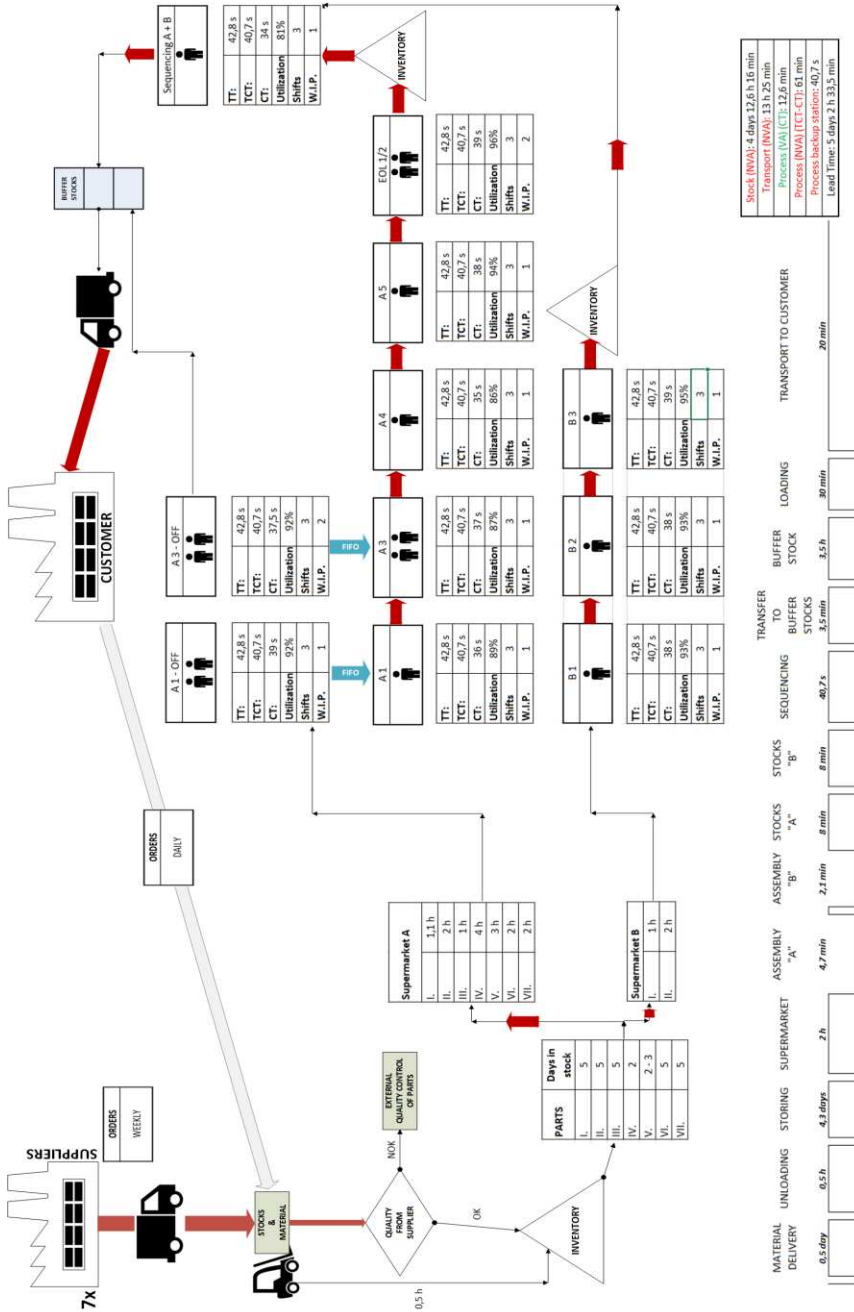 7x
SUPPLIERS
ORDERS
WEEKLY
ORDERS
DAILY
CUSTOMER
BUFFER
STOCKS
Sequencing A + B
TT: 42,8 s
TCT: 40,7 s
CT: 34 s
Utilization 81%
Shifts 3
W.I.P. 1
STOCKS
&
MATERIAL
0,5 h
QUALITY
FROM
SUPPLIER
NOK
EXTERNAL
QUALITY CONTROL
OF PARTS
OK
INVENTORY
PARTS Days in
stock
I. 5
II. 5
III. 5
IV. 2
V. 2 - 3
VI. 5
VII. 5
Supermarket A
I. 1,1 h
II. 2 h
III. 1 h
IV. 4 h
V. 3 h
VI. 2 h
VII. 2 h
Supermarket B
I. 1 h
II. 2 h
A 1 - OFF
TT: 42,8 s
TCT: 40,7 s
CT: 39 s
Utilization 92%
Shifts 3
W.I.P. 1
A 3 - OFF
TT: 42,8 s
TCT: 40,7 s
CT: 37,5 s
Utilization 92%
Shifts 3
W.I.P. 2
FIFO
FIFO
A 1
TT: 42,8 s
TCT: 40,7 s
CT: 36 s
Utilization 89%
Shifts 3
W.I.P. 1
A 3
TT: 42,8 s
TCT: 40,7 s
CT: 37 s
Utilization 87%
Shifts 3
W.I.P. 1
A 4
TT: 42,8 s
TCT: 40,7 s
CT: 35 s
Utilization 86%
Shifts 3
W.I.P. 1
A 5
TT: 42,8 s
TCT: 40,7 s
CT: 38 s
Utilization 94%
Shifts 3
W.I.P. 1
EOL 1/2
TT: 42,8 s
TCT: 40,7 s
CT: 39 s
Utilization 96%
Shifts 3
W.I.P. 2
INVENTORY
B 1
TT: 42,8 s
TCT: 40,7 s
CT: 38 s
Utilization 93%
Shifts 3
W.I.P. 1
B 2
TT: 42,8 s
TCT: 40,7 s
CT: 38 s
Utilization 93%
Shifts 3
W.I.P. 1
B 3
TT: 42,8 s
TCT: 40,7 s
CT: 39 s
Utilization 95%
Shifts 3
W.I.P. 1
INVENTORY
MATERIAL
DELIVERY
0,5 day
UNLOADING
0,5 h
STORING
4,3 days
SUPERMARKET
2 h
ASSEMBLY
"A"
4,7 min
ASSEMBLY
"B"
2,1 min
STOCKS
"A"
8 min
STOCKS
"B"
8 min
SEQUENCING
40,7 s
TRANSFER
TO
BUFFER
STOCKS
3,5 min
BUFFER
STOCK
3,5 h
LOADING
30 min
TRANSPORT TO CUSTOMER
20 min
Stock (NVA): 4 days 12,6 h 16 min
Transport (NVA): 13 h 25 min
Process (VA) (CT): 12,6 min
Process (NVA) (TCT-CT): 61 min
Process backup station: 40,7 s
Lead Time: 5 days 2 h 33,5 min